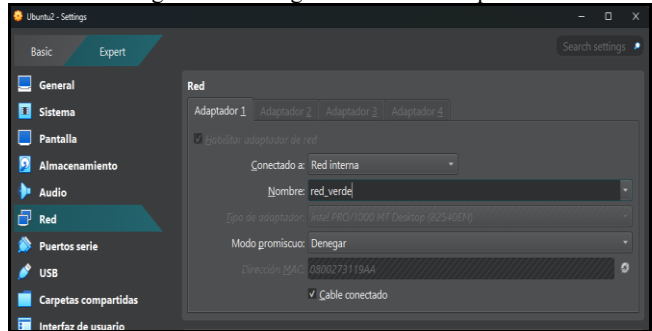 Ubuntu2 - Settings
Basic Expert
Search settings
General
Sistema
Pantalla
Almacenamiento
Audio
Red
Puertos serie
USB
Carpetas compartidas
Interfaz de usuario
Red
Adaptador 1 Adaptador 2 Adaptador 3 Adaptador 4
Habilitar adaptador de red
Conectado a: Red interna
Nombre: red_verde
Tipo de adaptador: Intel PRO/1000 MT Desktop (82540EM)
Modo promiscuo: Denegar
Dirección MAC: 0800273119AA
Cable conectado